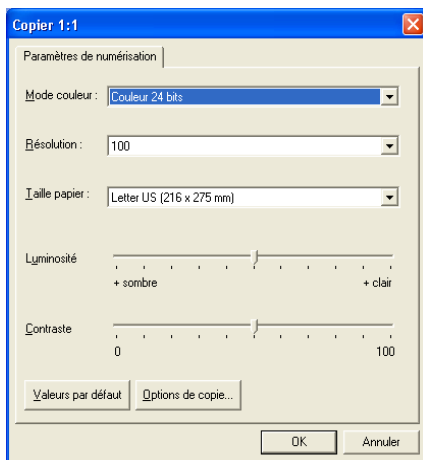 Copier 1:1
Paramètres de numérisation
Mode couleur :
Couleur 24 bits
Résolution :
100
Taille papier :
Letter US (216 x 275 mm)
Luminosité
+ sombre
+ clair
Contraste
0
100
Valeurs par défaut
Options de copie...
OK
Annuler